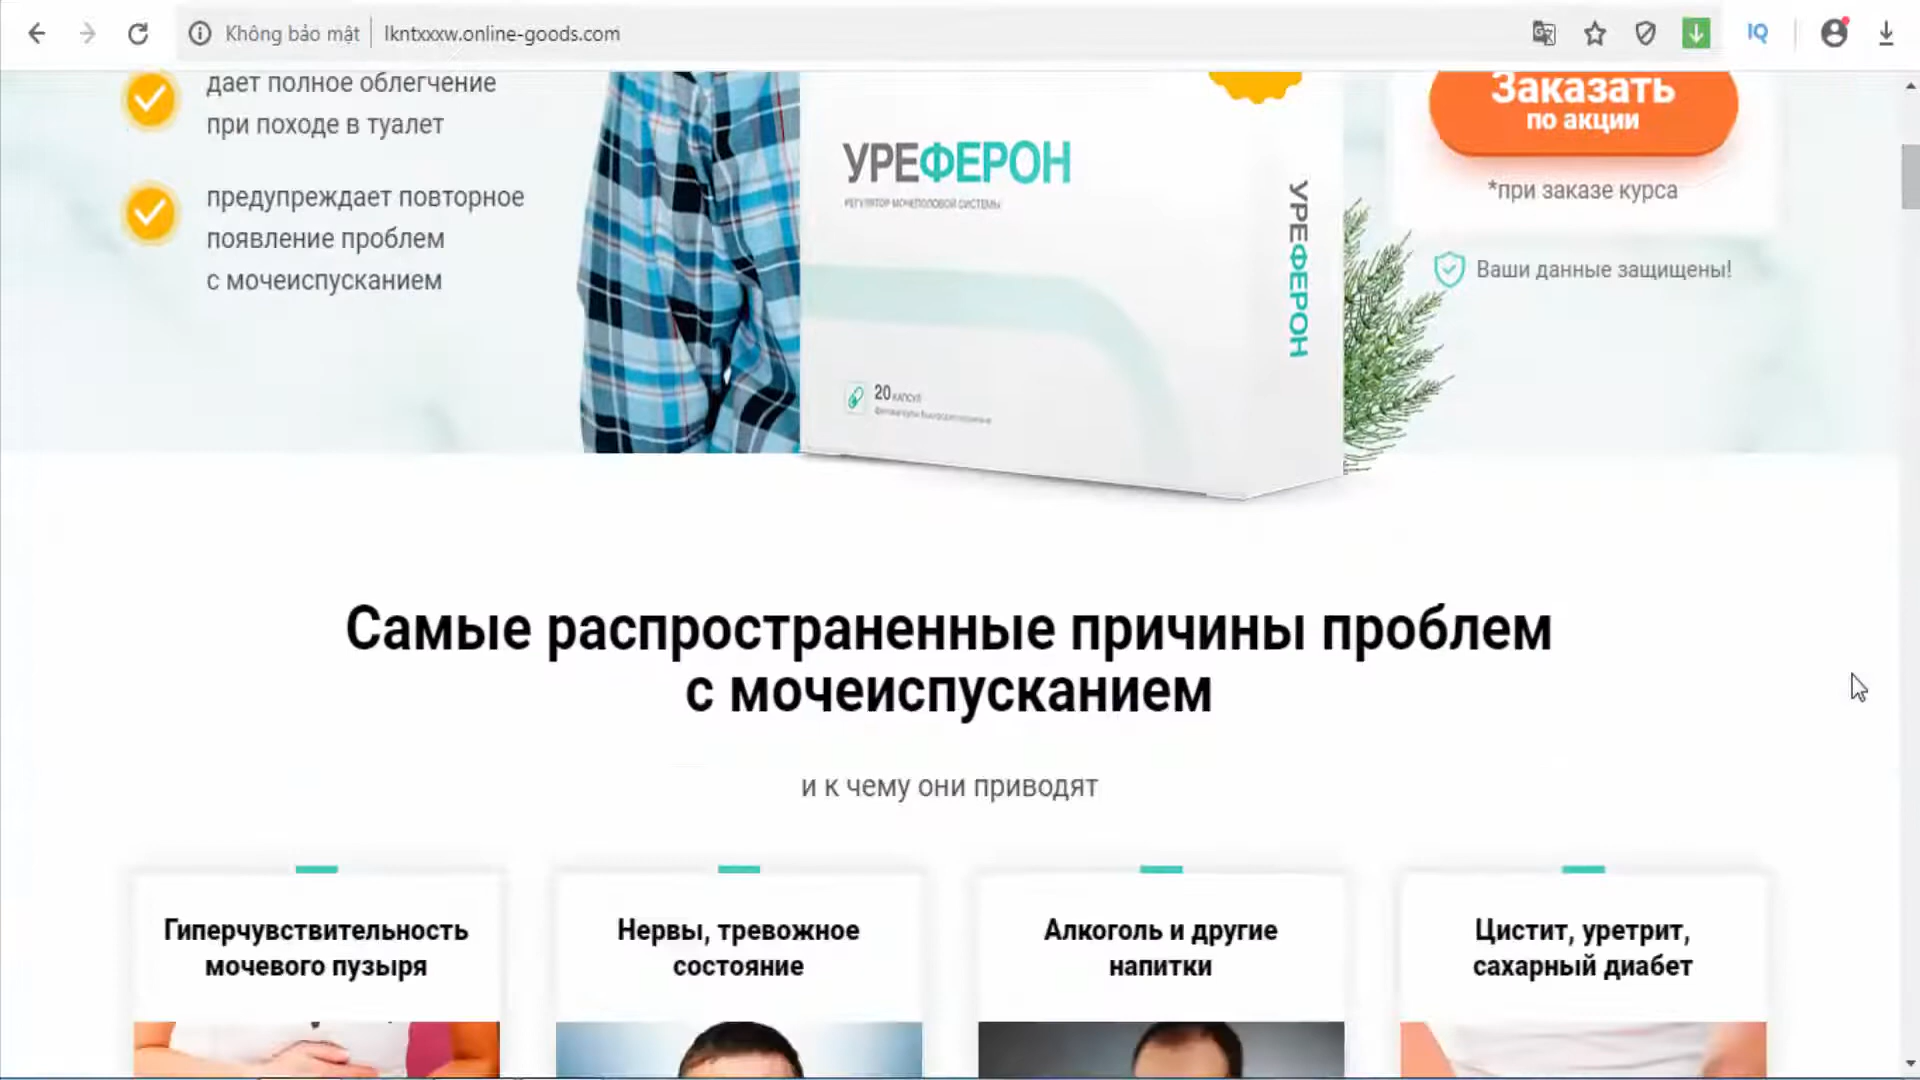 Không bảo mật
lkntxxxw.online-goods.com
IQ
дает полное облегчение
при походе в туалет
предупреждает повторное
появление проблем
с мочеиспусканием
УРЕФЕРОН
РЕГУЛЯТОР МОЧЕПОЛОВОЙ СИСТЕМЫ
20 КАПСУЛ
УРЕФЕРОН
Заказать
по акции
*при заказе курса
Ваши данные защищены!
Самые распространенные причины проблем
с мочеиспусканием
и к чему они приводят
Гиперчувствительность
мочевого пузыря
Нервы, тревожное
состояние
Алкоголь и другие
напитки
Цистит, уретрит,
сахарный диабет